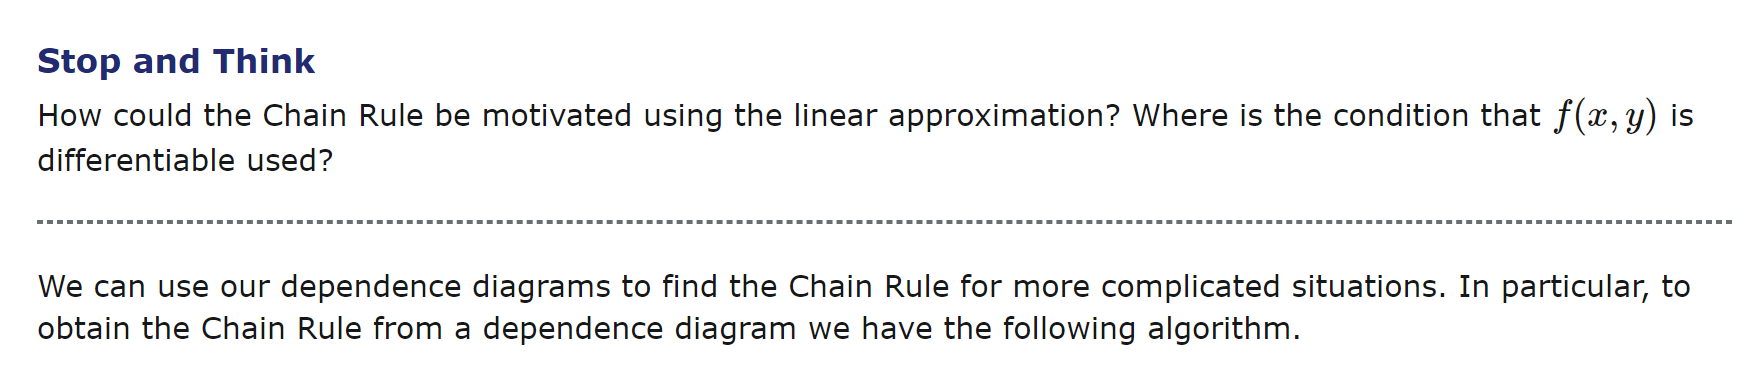 Stop and Think
How could the Chain Rule be motivated using the linear approximation? Where is the condition that f(x, y) is
differentiable used?
We can use our dependence diagrams to find the Chain Rule for more complicated situations. In particular, to
obtain the Chain Rule from a dependence diagram we have the following algorithm.